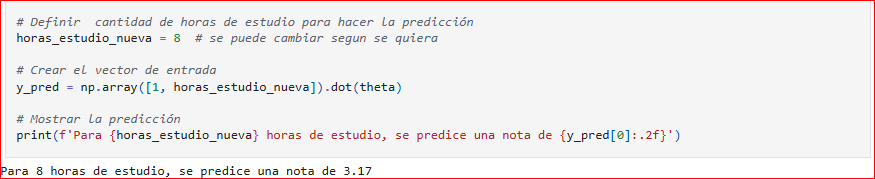 # Definir  cantidad de horas de estudio para hacer la predicción
horas_estudio_nueva = 8  # se puede cambiar segun se quiera
# Crear el vector de entrada
y_pred = np.array([1, horas_estudio_nueva]).dot(theta)
# Mostrar la predicción
print(f'Para {horas_estudio_nueva} horas de estudio, se predice una nota de {y_pred[0]:.2f}')
Para 8 horas de estudio, se predice una nota de 3.17